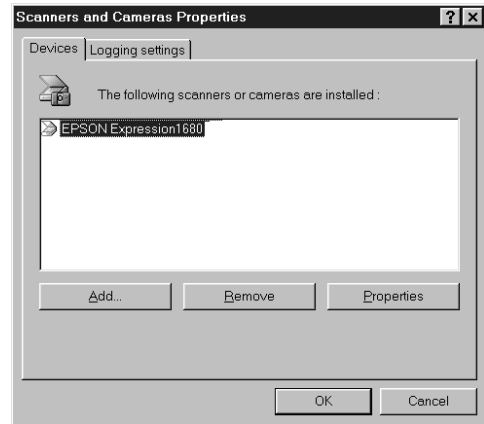 Scanners and Cameras Properties
Devices Logging settings
The following scanners or cameras are installed :
EPSON Expression1680
Add... Remove Properties
OK Cancel